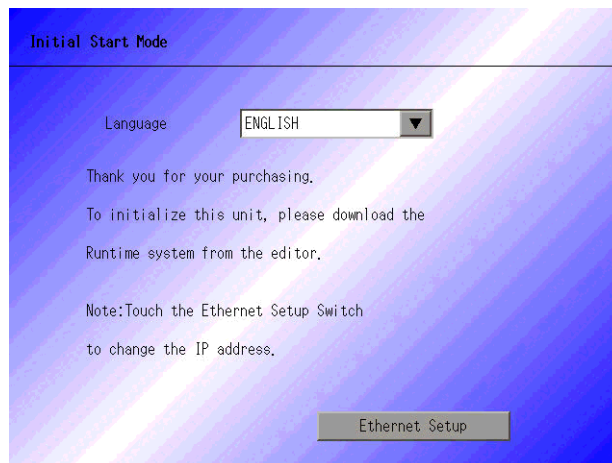 Initial Start Mode
Language ENGLISH
Thank you for your purchasing.
To initialize this unit, please download the
Runtime system from the editor.
Note:Touch the Ethernet Setup Switch
to change the IP address.
Ethernet Setup